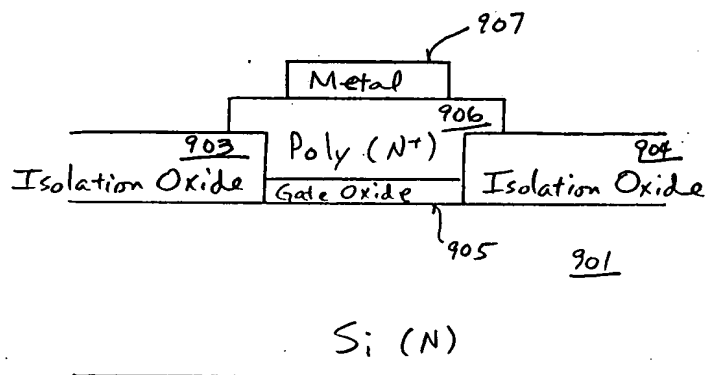 907
Metal
906
903
Poly (N+)
904
Isolation Oxide
Isolation Oxide
Gate Oxide
905
901
Si (N)